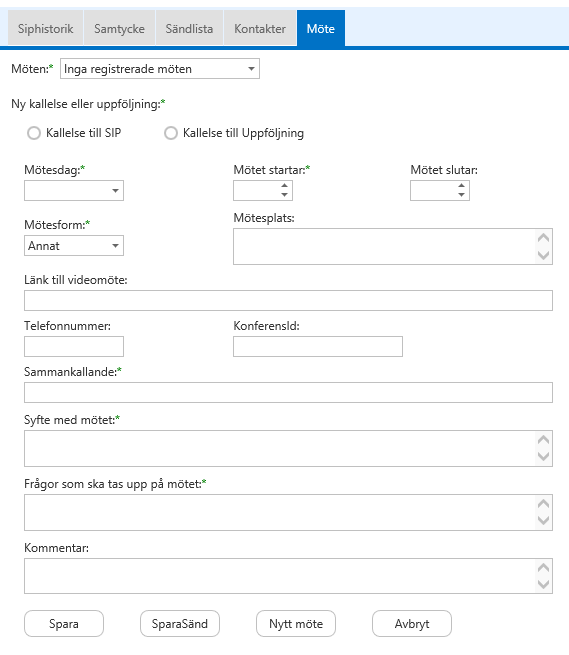 Siphistorik Samtycke Sändlista Kontakter Möte
Möten:* Inga registrerade möten
Ny kallelse eller uppföljning:*
Kallelse till SIP Kallelse till Uppföljning
Mötesdag:* Mötet startar:* Mötet slutar:
Mötesform:* Mötesplats:
Annat
Länk till videomöte:
Telefonnummer: KonferensId:
Sammankallande:*
Syfte med mötet:*
Frågor som ska tas upp på mötet:*
Kommentar:
Spara SparaSänd Nytt möte Avbryt